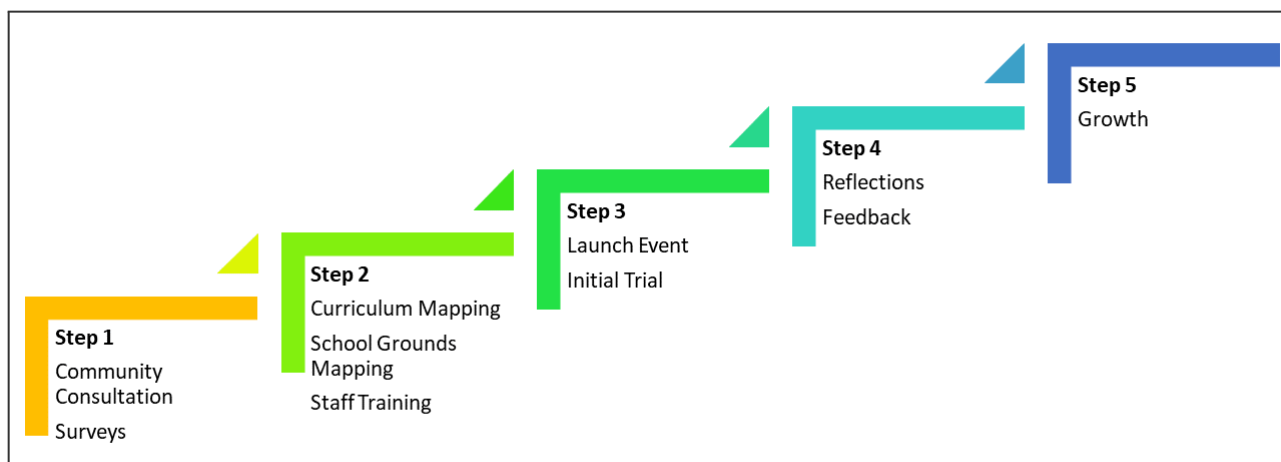 Step 1
Community
Consultation
Surveys
Step 2
Curriculum Mapping
School Grounds
Mapping
Staff Training
Step 3
Launch Event
Initial Trial
Step 4
Reflections
Feedback
Step 5
Growth